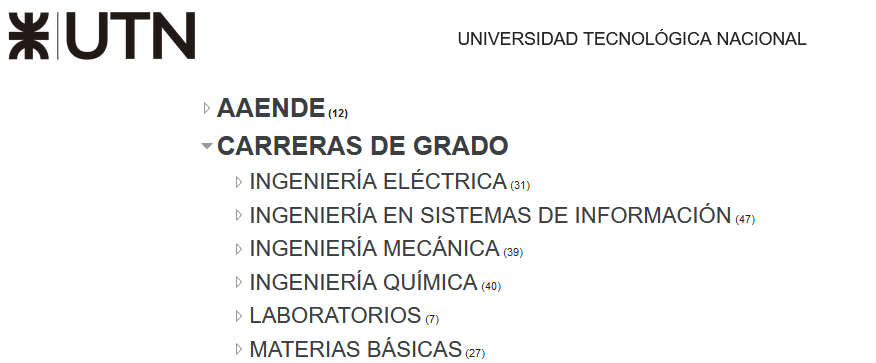 UTN
UNIVERSIDAD TECNOLÓGICA NACIONAL
AAENDE (12)
CARRERAS DE GRADO
INGENIERÍA ELÉCTRICA (31)
INGENIERÍA EN SISTEMAS DE INFORMACIÓN (47)
INGENIERÍA MECÁNICA (39)
INGENIERÍA QUÍMICA (40)
LABORATORIOS (7)
MATERIAS BÁSICAS (27)